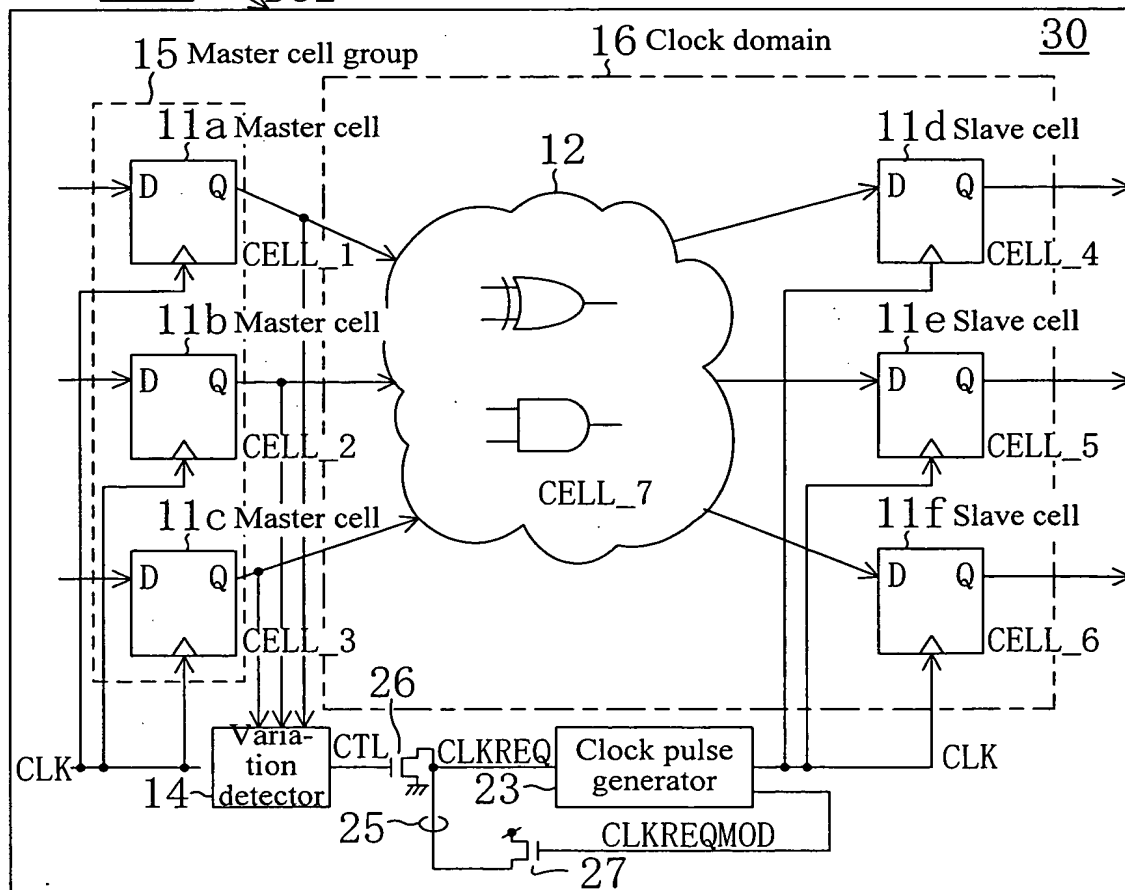 30
15 Master cell group
16 Clock domain
11a Master cell
D Q
CELL_1
11b Master cell
D Q
CELL_2
11c Master cell
D Q
CELL_3
12
CELL_7
11d Slave cell
D Q
CELL_4
11e Slave cell
D Q
CELL_5
11f Slave cell
D Q
CELL_6
CLK
14
Varia-
tion
detector
CTL
26
CLKREQ
23
Clock pulse
generator
CLK
25
CLKREQMOD
27